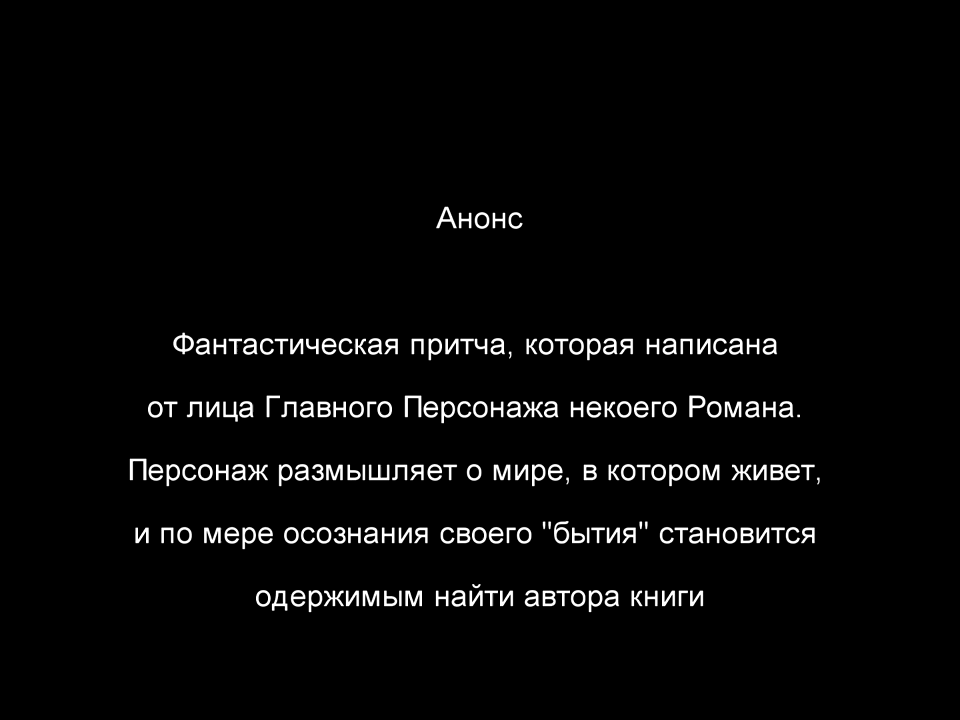 Анонс
Фантастическая притча, которая написана
от лица Главного Персонажа некоего Романа.
Персонаж размышляет о мире, в котором живет,
и по мере осознания своего "бытия" становится
одержимым найти автора книги